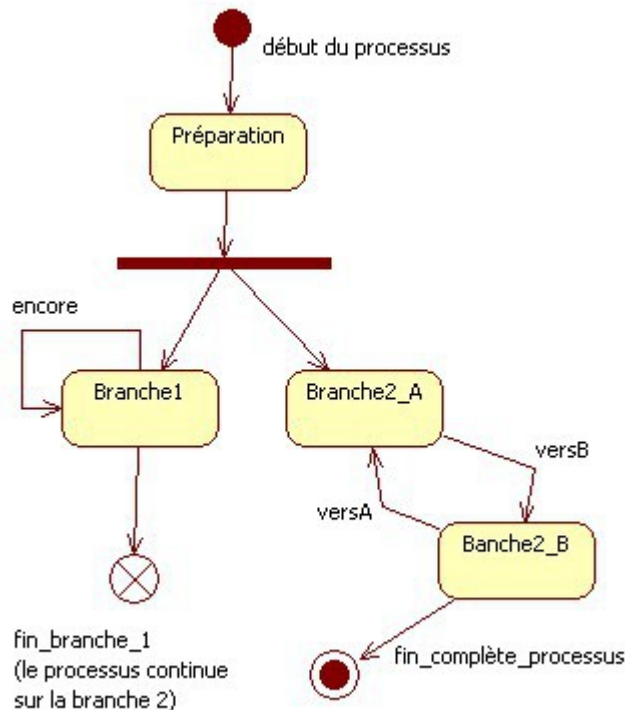 début du processus
Préparation
encore
Branche1
Branche2_A
versB
versA
Banche2_B
fin_branche_1
(le processus continue
sur la branche 2)
fin_complète_processus